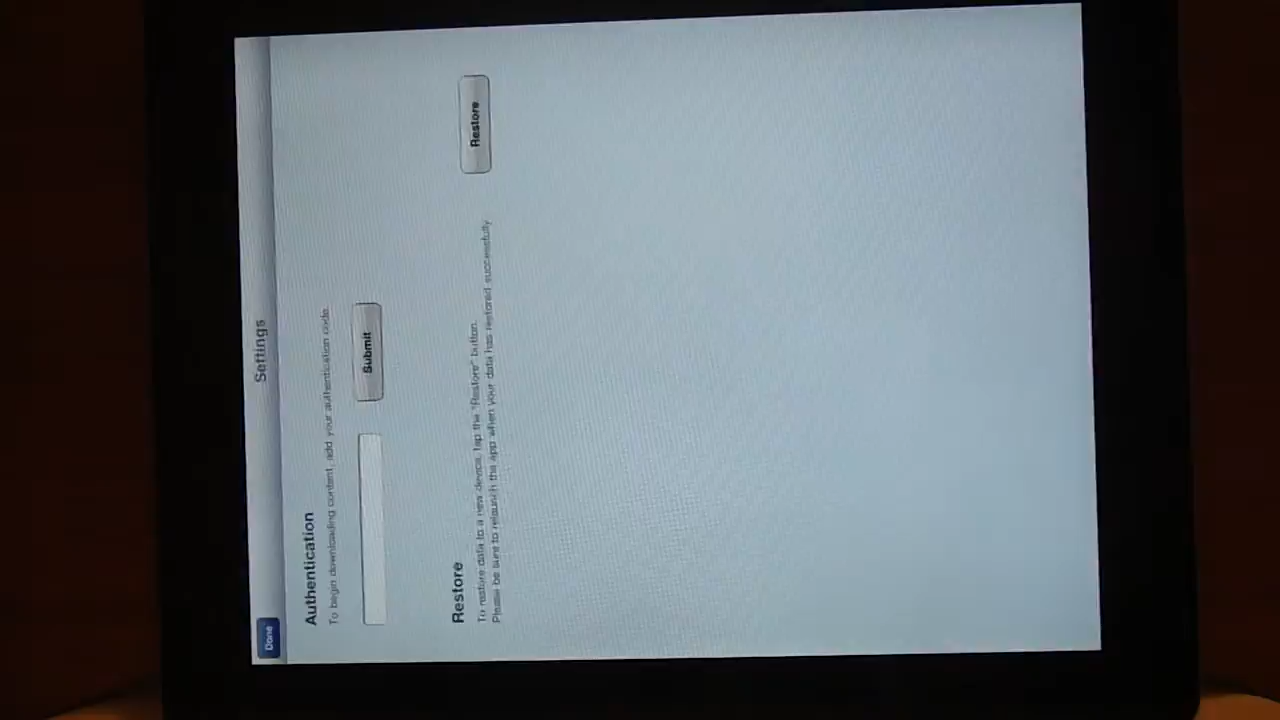 Done
Settings
Authentication
To begin downloading content, add your authentication code.
Submit
Restore
To restore data to a new device, tap the "Restore" button.
Please be sure to relaunch the app when your data has restored successfully
Restore